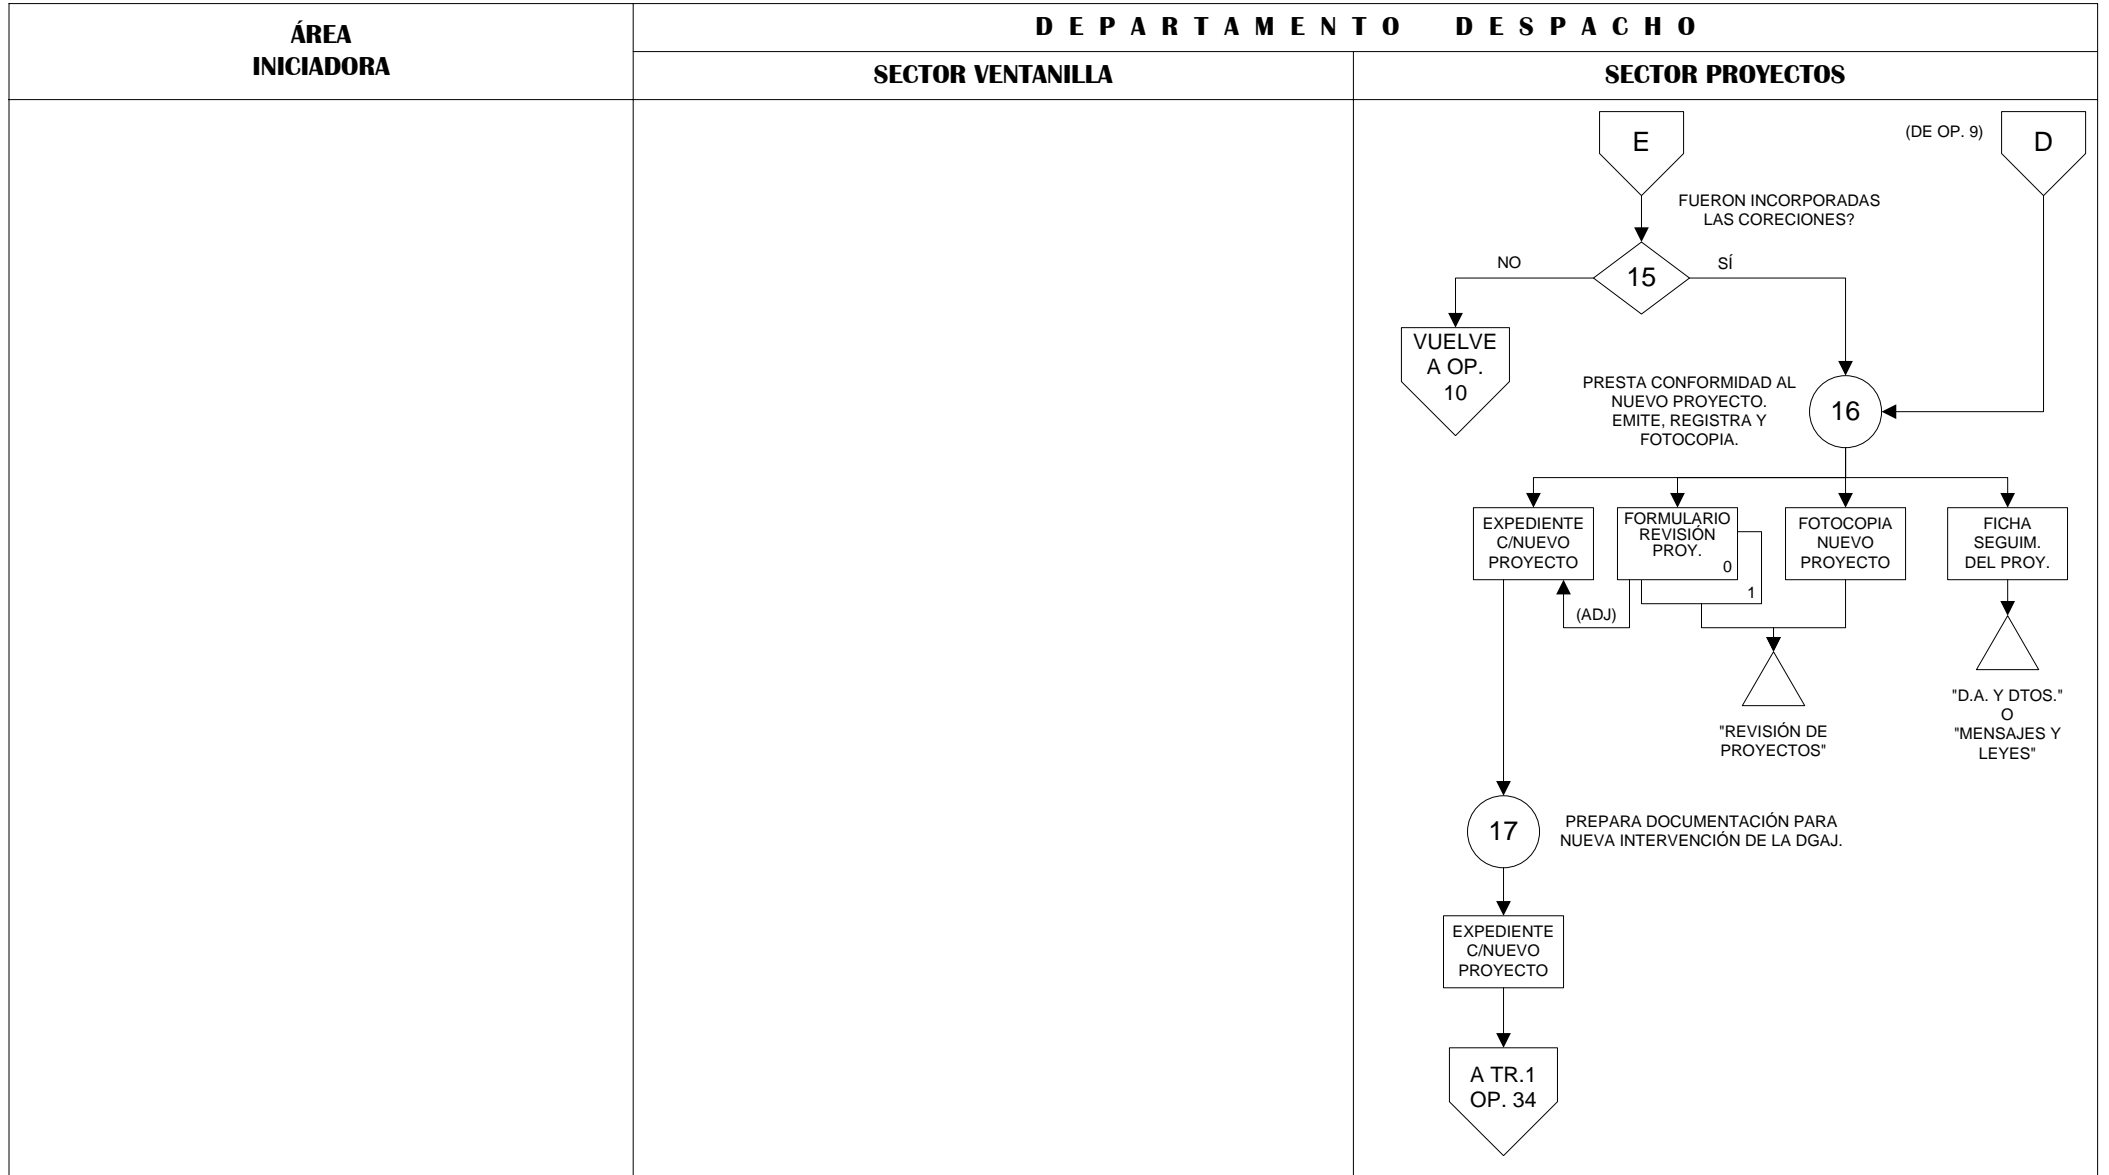 ÁREA
INICIADORA
DEPARTAMENTO DESPACHO
SECTOR VENTANILLA
SECTOR PROYECTOS
E
(DE OP. 9)
D
FUERON INCORPORADAS
LAS CORECIONES?
NO
15
SÍ
VUELVE
A OP.
10
PRESTA CONFORMIDAD AL
NUEVO PROYECTO.
EMITE, REGISTRA Y
FOTOCOPIA.
16
EXPEDIENTE
C/NUEVO
PROYECTO
FORMULARIO
REVISIÓN
PROY.
0
1
FOTOCOPIA
NUEVO
PROYECTO
FICHA
SEGUIM.
DEL PROY.
(ADJ)
"REVISIÓN DE
PROYECTOS"
"D.A. Y DTOS."
O
"MENSAJES Y
LEYES"
17
PREPARA DOCUMENTACIÓN PARA
NUEVA INTERVENCIÓN DE LA DGAJ.
EXPEDIENTE
C/NUEVO
PROYECTO
A TR.1
OP. 34